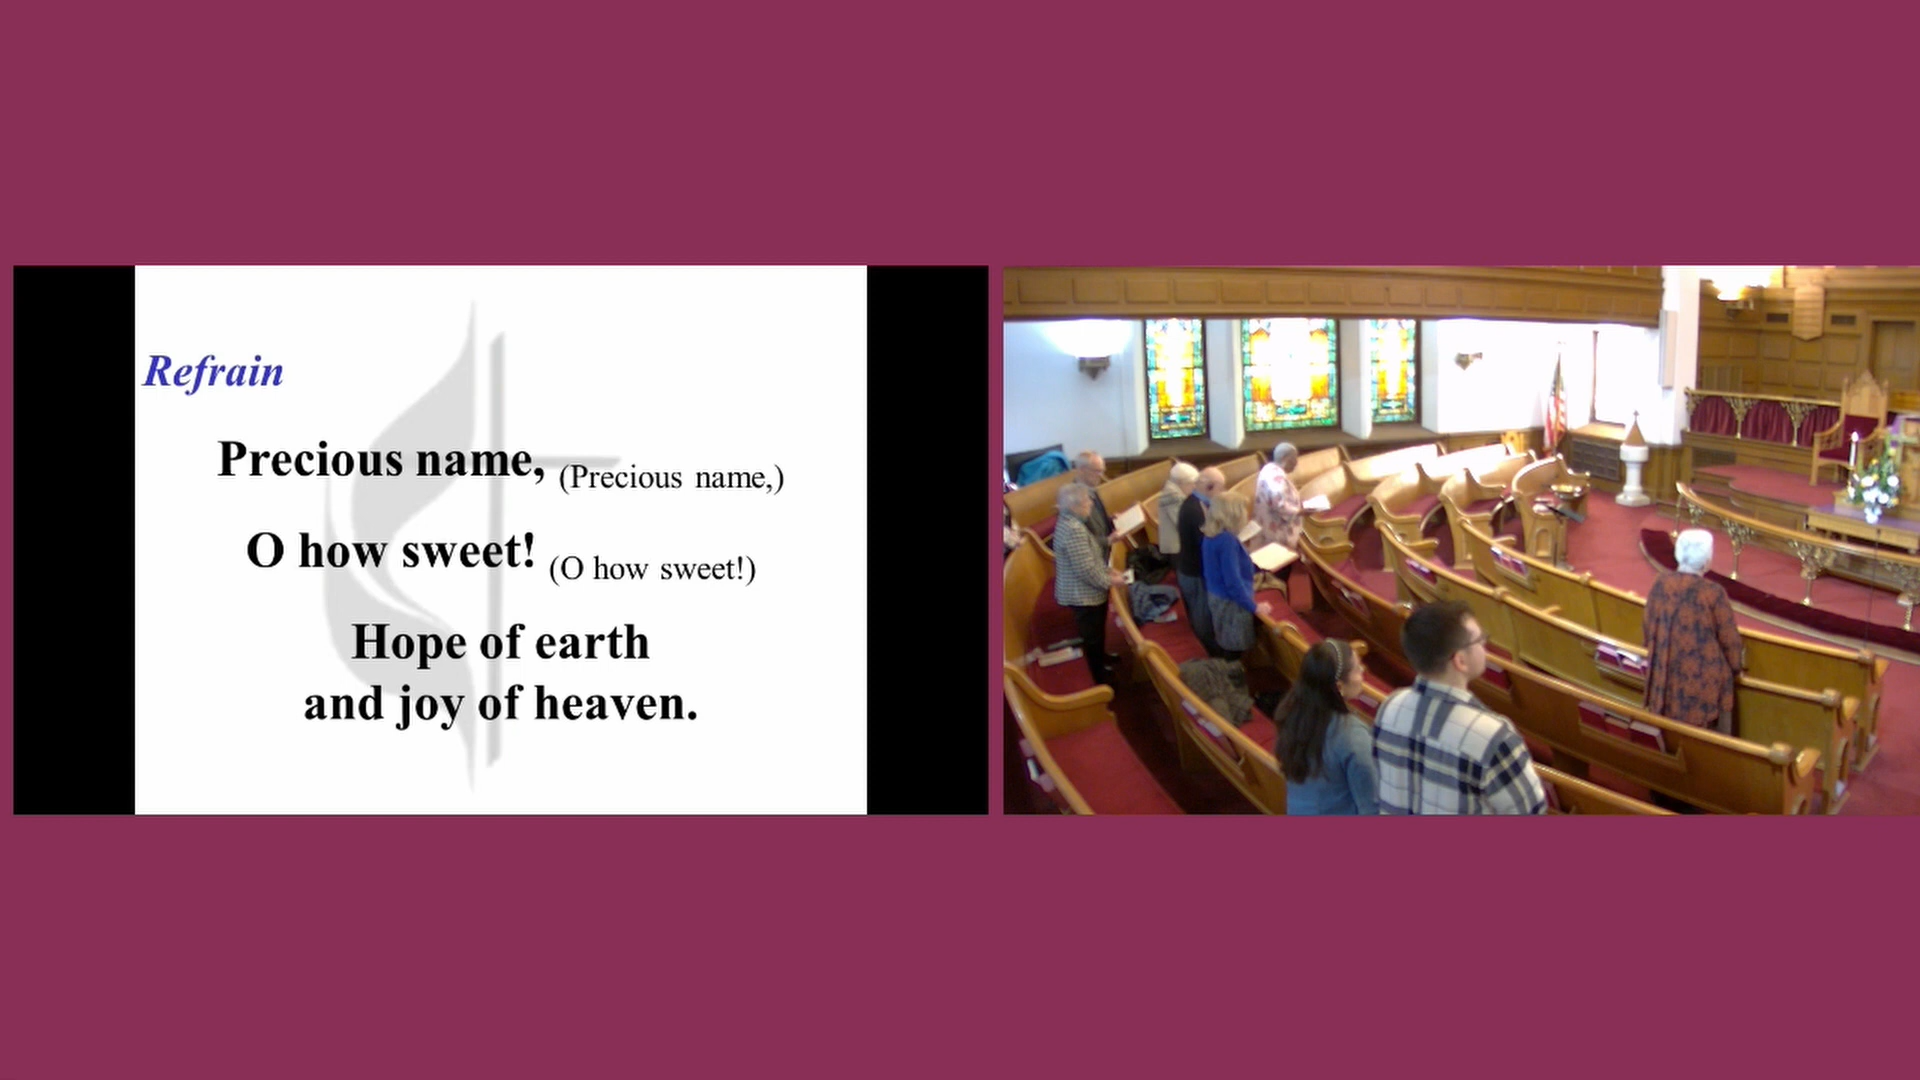 Refrain
Precious name, (Precious name,)
O how sweet! (O how sweet!)
Hope of earth
and joy of heaven.